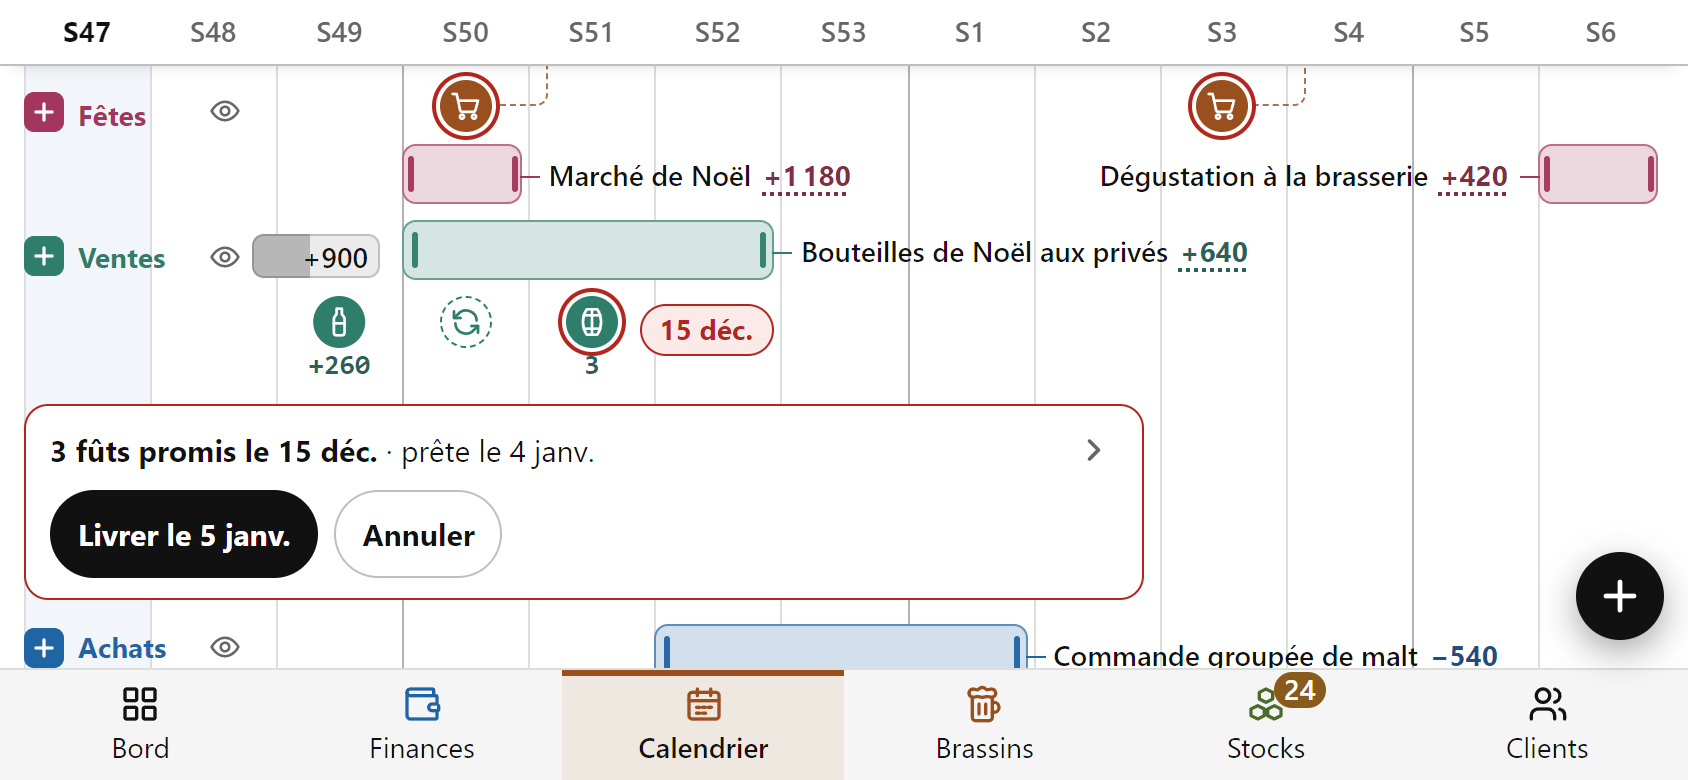 S47 S48 S49 S50 S51 S52 S53 S1 S2 S3 S4 S5 S6
Fêtes
Marché de Noël +1 180
Dégustation à la brasserie +420
Ventes
+900
Bouteilles de Noël aux privés +640
+260
3
15 déc.
3 fûts promis le 15 déc. · prête le 4 janv.
Livrer le 5 janv. Annuler
Achats
Commande groupée de malt −540
24
Bord Finances Calendrier Brassins Stocks Clients